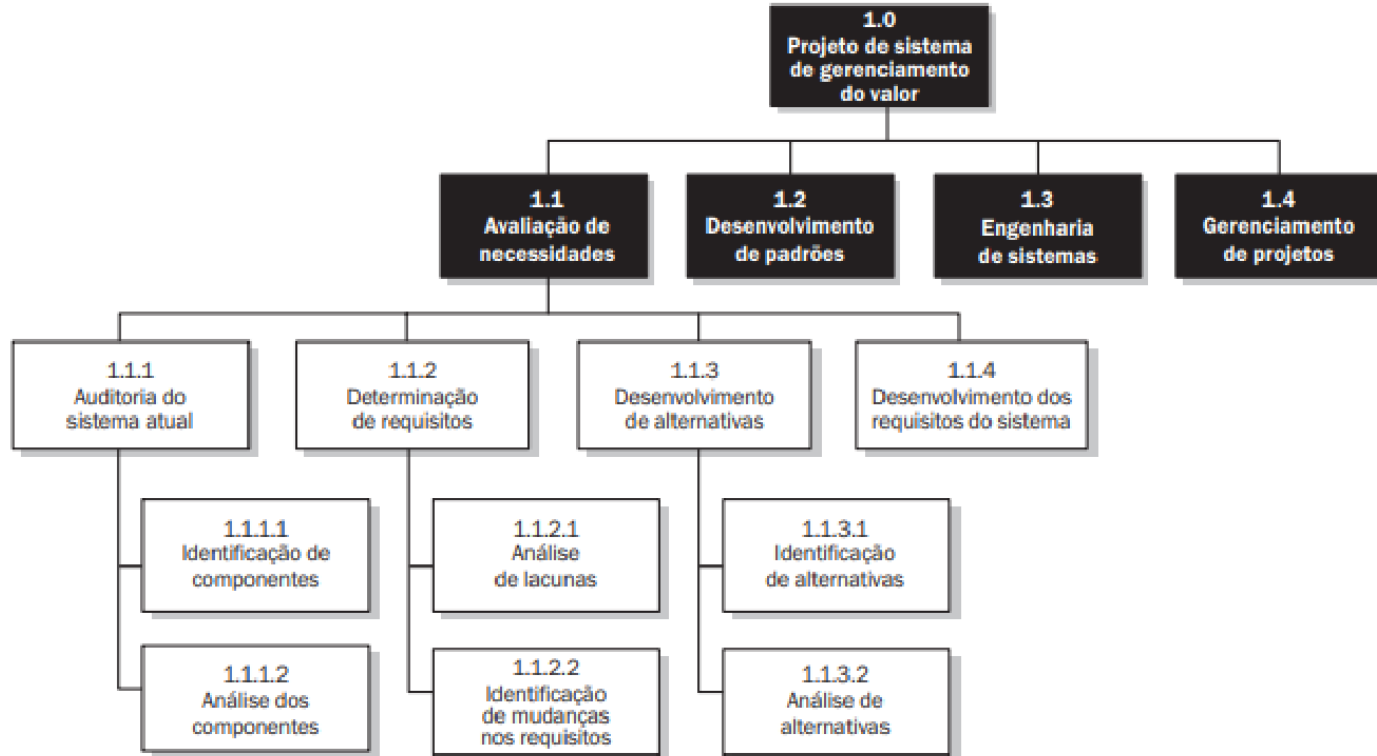 1.0
Projeto de sistema
de gerenciamento
do valor
1.1
Avaliação de
necessidades
1.2
Desenvolvimento
de padrões
1.3
Engenharia
de sistemas
1.4
Gerenciamento
de projetos
1.1.1
Auditoria do
sistema atual
1.1.2
Determinação
de requisitos
1.1.3
Desenvolvimento
de alternativas
1.1.4
Desenvolvimento dos
requisitos do sistema
1.1.1.1
Identificação de
componentes
1.1.2.1
Análise
de lacunas
1.1.3.1
Identificação
de alternativas
1.1.1.2
Análise dos
componentes
1.1.2.2
Identificação
de mudanças
nos requisitos
1.1.3.2
Análise de
alternativas